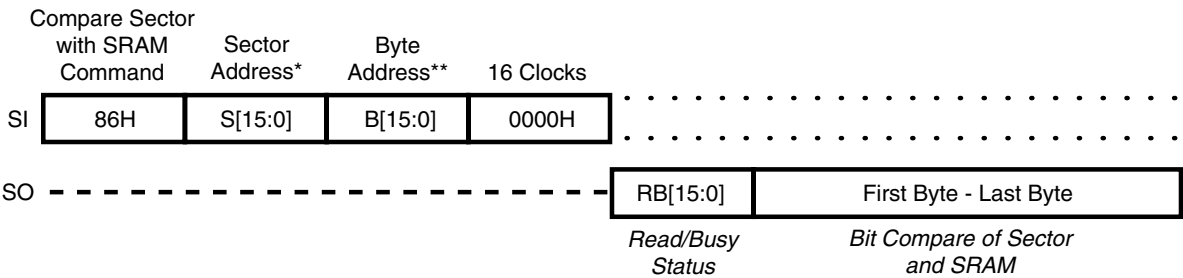 Compare Sector
with SRAM
Command
Sector
Address*
Byte
Address**
16 Clocks
SI
86H
S[15:0]
B[15:0]
0000H
SO
RB[15:0]
First Byte - Last Byte
Read/Busy
Status
Bit Compare of Sector
and SRAM